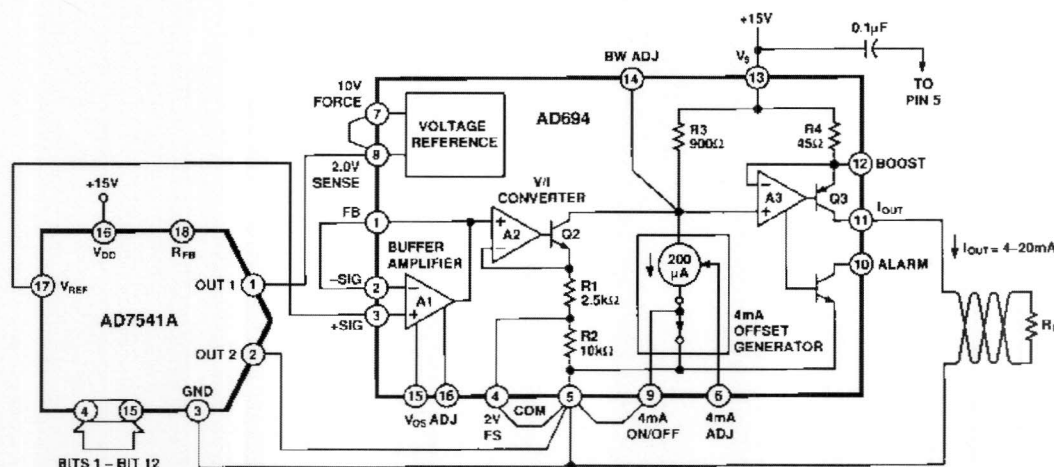 +15V
0.1µF
TO
PIN 5
BW ADJ
14
VS
13
10V
FORCE
7
VOLTAGE
REFERENCE
AD694
R3
900Ω
R4
45Ω
12
BOOST
8
2.0V
SENSE
V/I
CONVERTER
A3
Q3
IOUT
11
+15V
16
VDD
18
RFB
FB
1
A2
Q2
BUFFER
AMPLIFIER
200
µA
IOUT = 4–20mA
10
ALARM
17
VREF
OUT 1
1
–SIG
2
A1
R1
2.5kΩ
AD7541A
3
+SIG
R2
10kΩ
4mA
OFFSET
GENERATOR
OUT 2
2
GND
4
15
3
15
16
VOS ADJ
4
2V
FS
COM
5
9
4mA
ON/OFF
6
4mA
ADJ
BITS 1 – BIT 12